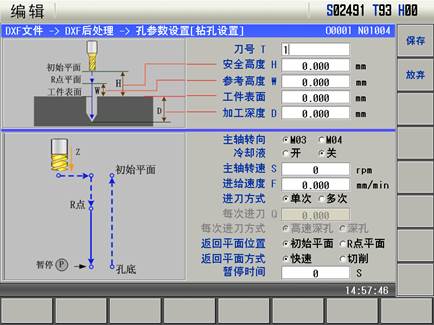 编辑
S02491 T93 H00
DXF文件 -> DXF后处理 -> 孔参数设置[钻孔设置]
O0001 N01004
保存
放弃
初始平面
R点平面
工件表面
H
W
D
刀号 T 1
安全高度 H 0.000 mm
参考高度 W 0.000 mm
工件表面 0.000 mm
加工深度 D 0.000 mm
Z
初始平面
R点
暂停 P
孔底
主轴转向 M03 M04
冷却液 开 关
主轴转速 S 0 rpm
进给速度 F 0.000 mm/min
进刀方式 单次 多次
每次进刀 Q 0.000
每次进刀方式 高速深孔 深孔
返回平面位置 初始平面 R点平面
返回平面方式 快速 切削
暂停时间 0 S
14:57:46